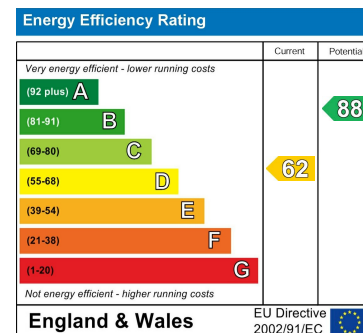 Energy Efficiency Rating
Current Potential
Very energy efficient - lower running costs
(92 plus) A
(81-91) B
88
(69-80) C
(55-68) D
62
(39-54) E
(21-38) F
(1-20) G
Not energy efficient - higher running costs
England & Wales
EU Directive
2002/91/EC